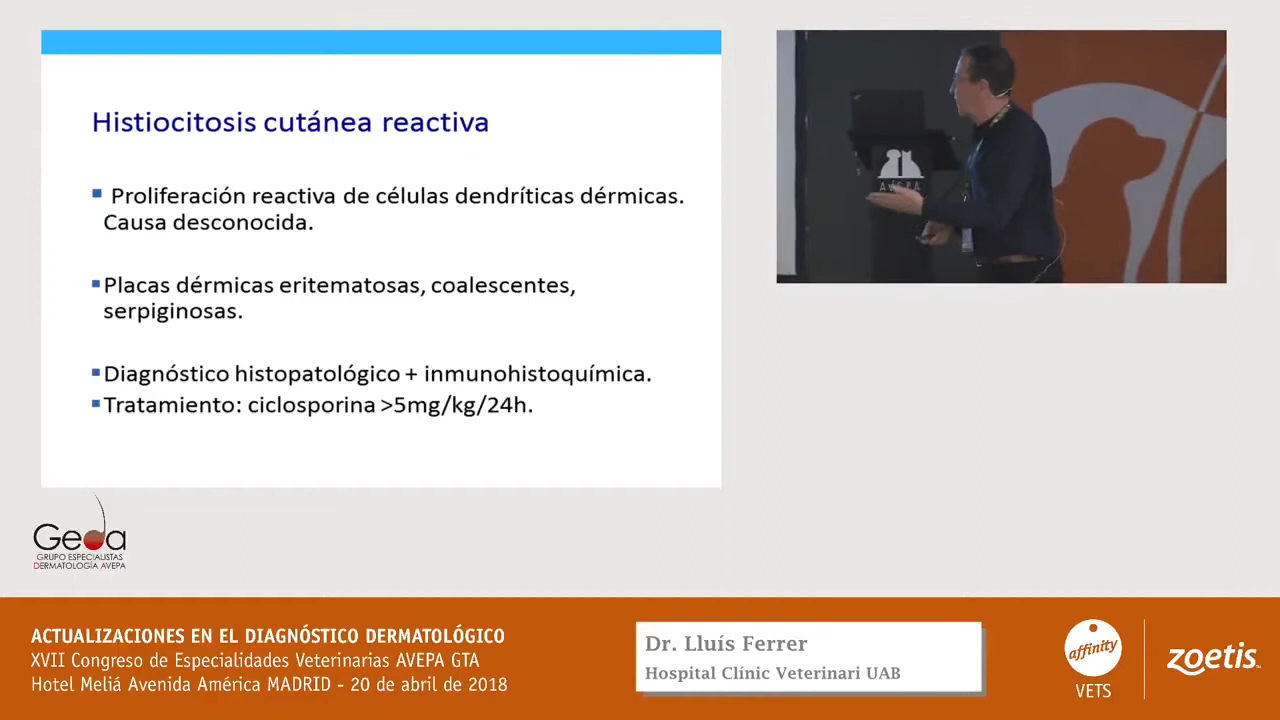 Histiocitosis cutánea reactiva
▪ Proliferación reactiva de células dendríticas dérmicas.
Causa desconocida.
▪Placas dérmicas eritematosas, coalescentes,
serpiginosas.
▪Diagnóstico histopatológico + inmunohistoquímica.
▪Tratamiento: ciclosporina >5mg/kg/24h.
AVEPA
Geda
GRUPO ESPECIALISTAS
DERMATOLOGÍA AVEPA
ACTUALIZACIONES EN EL DIAGNÓSTICO DERMATOLÓGICO
XVII Congreso de Especialidades Veterinarias AVEPA GTA
Hotel Meliá Avenida América MADRID - 20 de abril de 2018
Dr. Lluís Ferrer
Hospital Clínic Veterinari UAB
affinity
VETS
zoetis